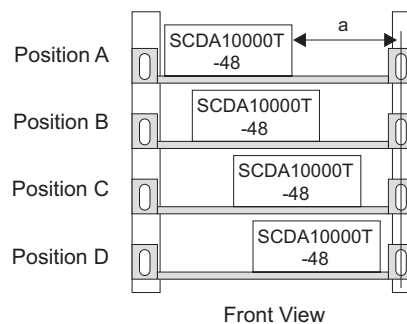 SCDA10000T
-48
a
Position A
SCDA10000T
-48
Position B
SCDA10000T
-48
Position C
SCDA10000T
-48
Position D
Front View